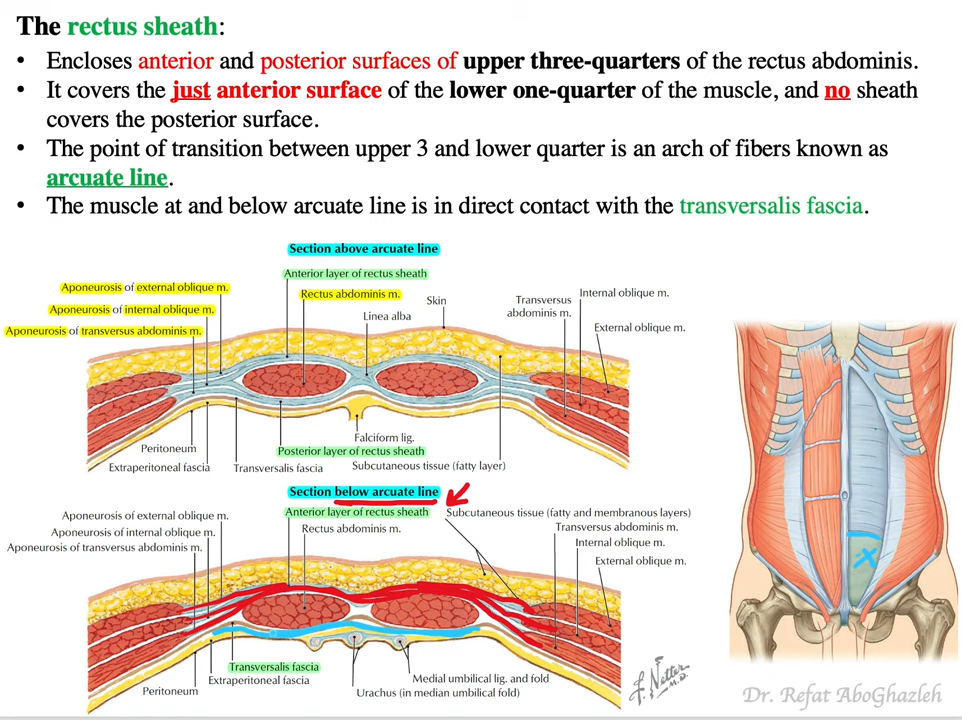 The rectus sheath:
• Encloses anterior and posterior surfaces of upper three-quarters of the rectus abdominis.
• It covers the just anterior surface of the lower one-quarter of the muscle, and no sheath
covers the posterior surface.
• The point of transition between upper 3 and lower quarter is an arch of fibers known as
arcuate line.
• The muscle at and below arcuate line is in direct contact with the transversalis fascia.
Section above arcuate line
Anterior layer of rectus sheath
Aponeurosis of external oblique m.
Rectus abdominis m.
Skin
Internal oblique m.
Transversus
abdominis m.
Aponeurosis of internal oblique m.
Linea alba
External oblique m.
Aponeurosis of transversus abdominis m.
Falciform lig.
Peritoneum
Posterior layer of rectus sheath
Extraperitoneal fascia
Transversalis fascia
Subcutaneous tissue (fatty layer)
Section below arcuate line
Anterior layer of rectus sheath
Subcutaneous tissue (fatty and membranous layers)
Aponeurosis of external oblique m.
Rectus abdominis m.
Transversus abdominis m.
Aponeurosis of internal oblique m.
Internal oblique m.
Aponeurosis of transversus abdominis m.
External oblique m.
Transversalis fascia
Extraperitoneal fascia
Medial umbilical lig. and fold
Peritoneum
Urachus (in median umbilical fold)
F. Netter
M.D.
Dr. Refat AboGhazleh